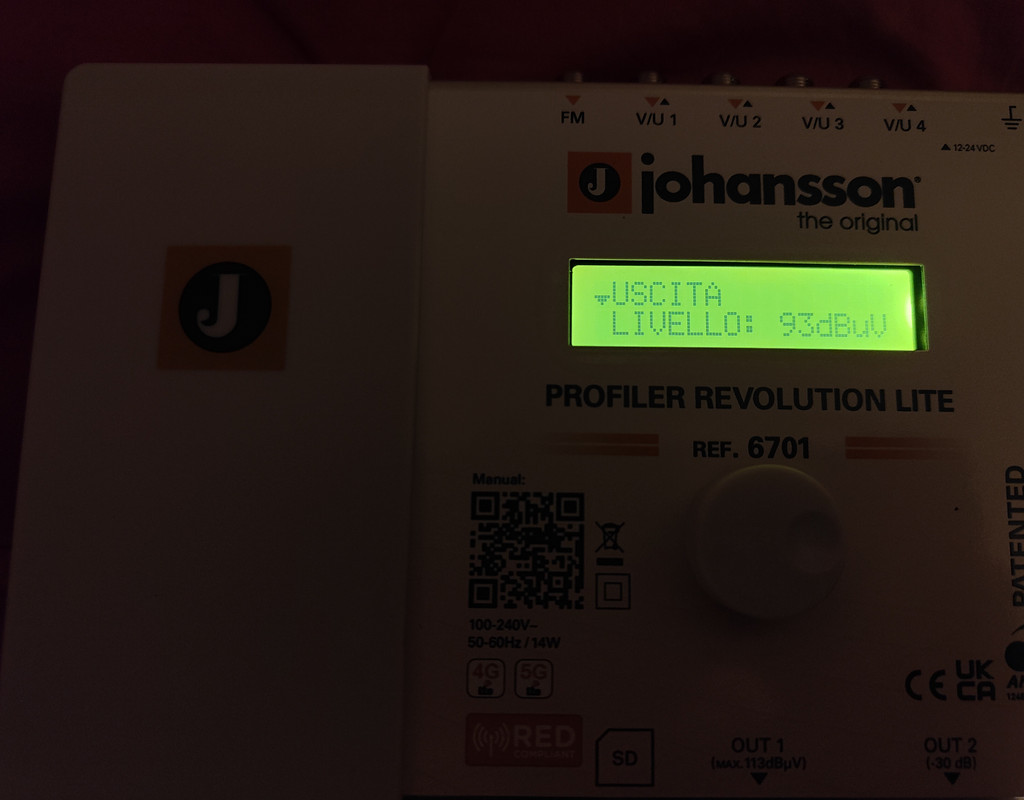 FM
V/U 1
V/U 2
V/U 3
V/U 4
12-24 VDC
J johansson
the original
J
USCITA
LIVELLO: 93dBuV
PROFILER REVOLUTION LITE
REF. 6701
Manual:
100-240V~
50-60Hz / 14W
4G 5G
RED
COMPLIANT
SD
PATENTED
CE UK
CA
OUT 1
(MAX. 113dBµV)
OUT 2
(-30 dB)